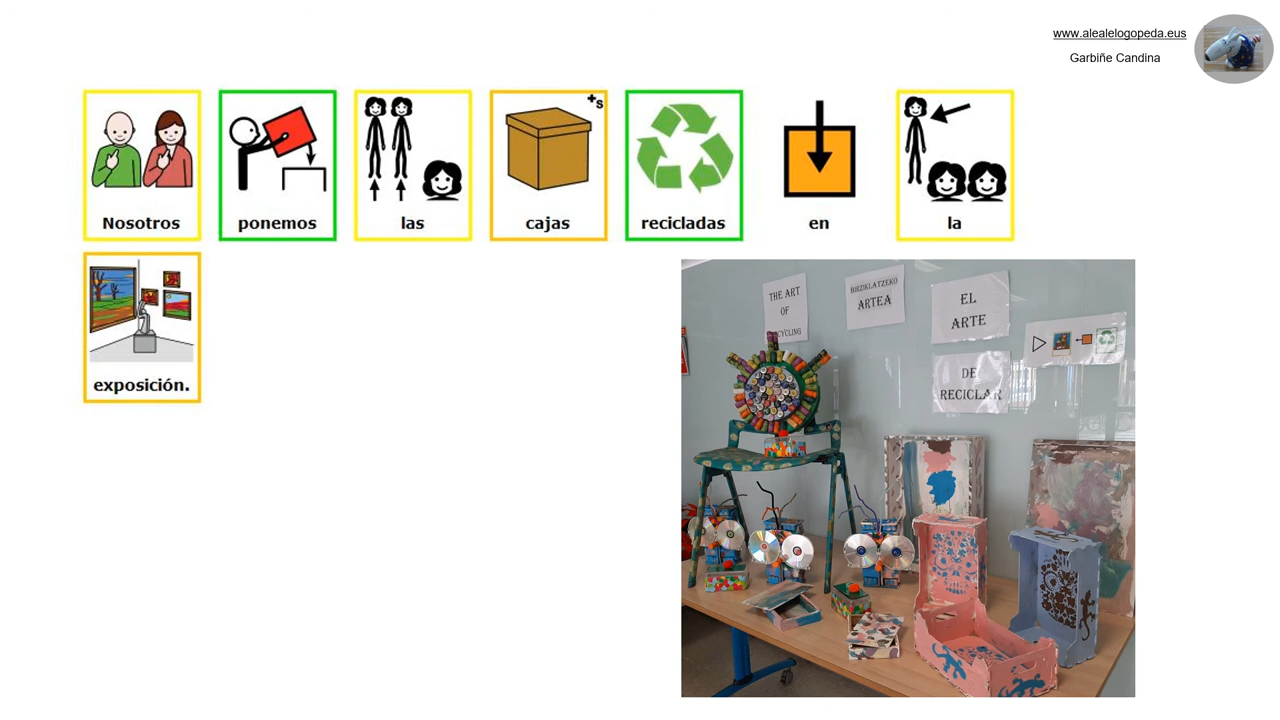 www.alealelogopeda.eus
Garbiñe Candina
+s
Nosotros ponemos las cajas recicladas en la
exposición.
THE ART
OF
RECYCLING
BIRZIKLATZEKO
ARTEA
EL
ARTE
DE
RECICLAR